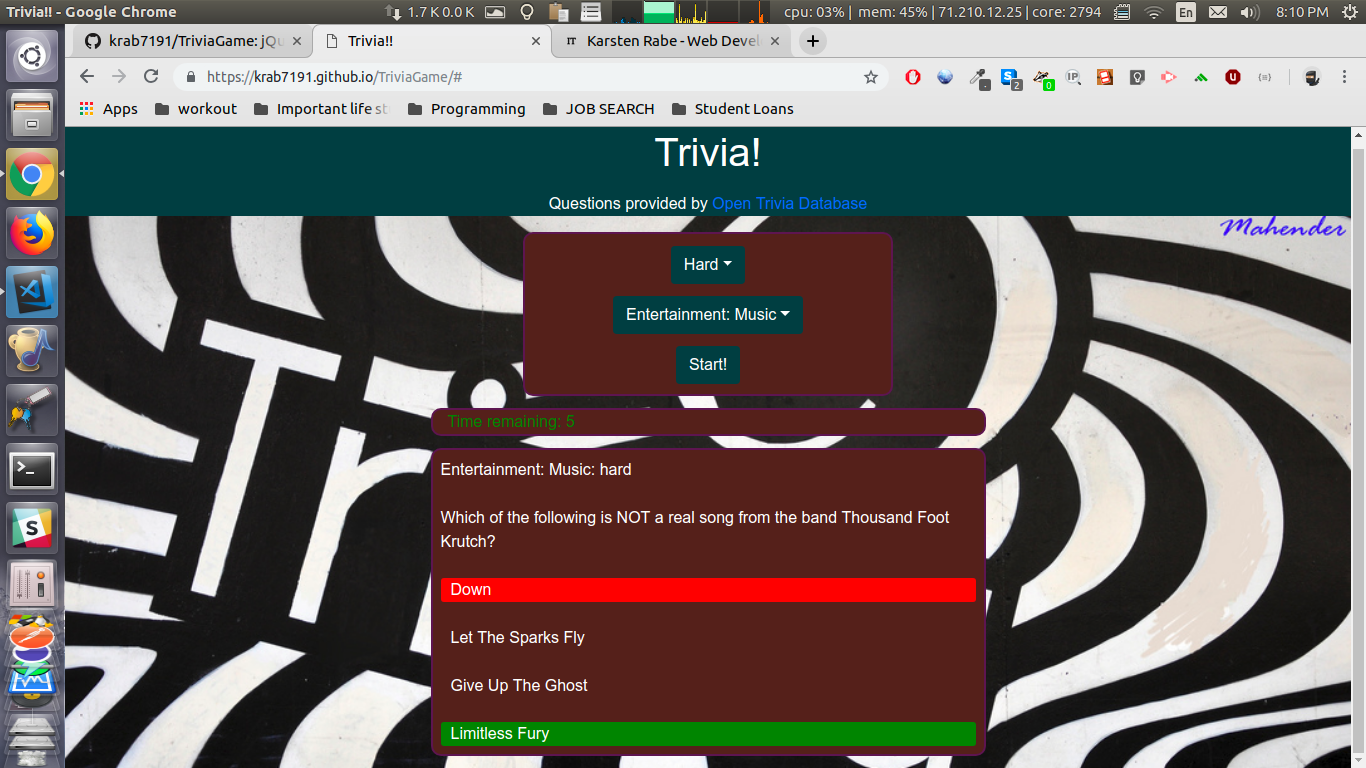 Trivia!! - Google Chrome
1.7 K 0.0 K
cpu: 03% | mem: 45% | 71.210.12.25 | core: 2794
En
8:10 PM
krab7191/TriviaGame: jQu
Trivia!!
Karsten Rabe - Web Devel
https://krab7191.github.io/TriviaGame/#
2
0
IP
Apps
workout
Important life st
Programming
JOB SEARCH
Student Loans
Trivia!
Questions provided by Open Trivia Database
Mahender
Hard
Entertainment: Music
Start!
Time remaining: 5
Entertainment: Music: hard
Which of the following is NOT a real song from the band Thousand Foot
Krutch?
Down
Let The Sparks Fly
Give Up The Ghost
Limitless Fury